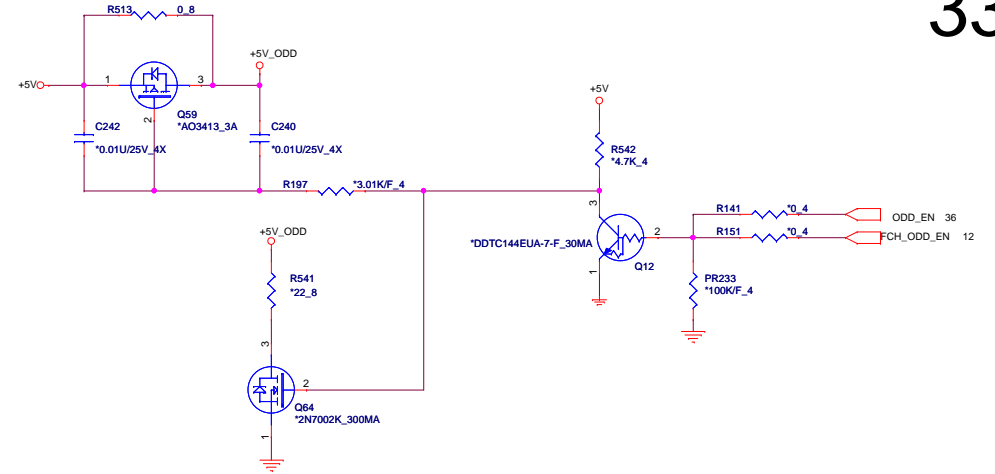 33
R513 0_8
+5V_ODD
+5V
1
3
2
Q59
*AO3413_3A
C242
*0.01U/25V_4X
C240
*0.01U/25V_4X
+5V
R542
*4.7K_4
R197 *3.01K/F_4
3
*DDTC144EUA-7-F_30MA
2
1
Q12
R141 *0_4
ODD_EN 36
R151 *0_4
FCH_ODD_EN 12
PR233
*100K/F_4
+5V_ODD
R541
*22_8
3
2
Q64
*2N7002K_300MA
1